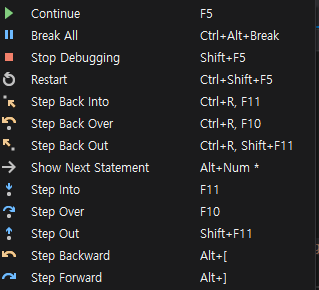 Continue F5
Break All Ctrl+Alt+Break
Stop Debugging Shift+F5
Restart Ctrl+Shift+F5
Step Back Into Ctrl+R, F11
Step Back Over Ctrl+R, F10
Step Back Out Ctrl+R, Shift+F11
Show Next Statement Alt+Num *
Step Into F11
Step Over F10
Step Out Shift+F11
Step Backward Alt+[
Step Forward Alt+]